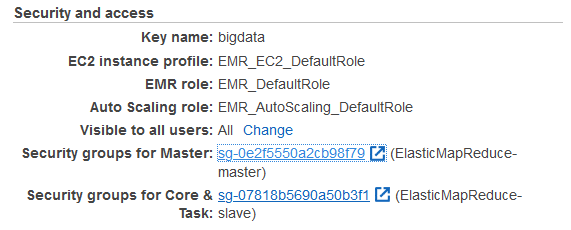 Security and access
Key name: bigdata
EC2 instance profile: EMR_EC2_DefaultRole
EMR role: EMR_DefaultRole
Auto Scaling role: EMR_AutoScaling_DefaultRole
Visible to all users: All Change
Security groups for Master: sg-0e2f5550a2cb98f79 (ElasticMapReduce-
master)
Security groups for Core & sg-07818b5690a50b3f1 (ElasticMapReduce-
Task: slave)